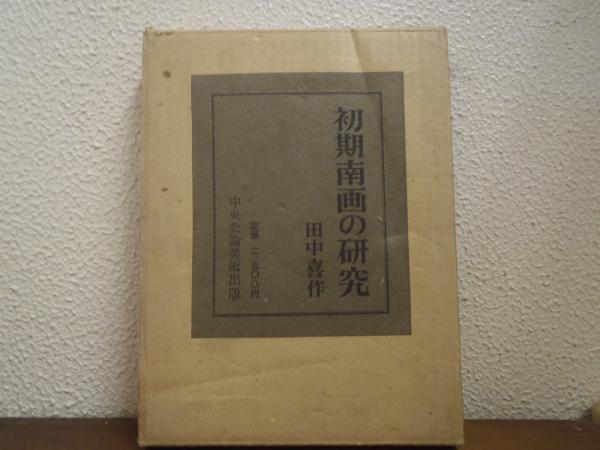 初期南画の研究
田中喜作
定価 二、五〇〇円
中央公論美術出版